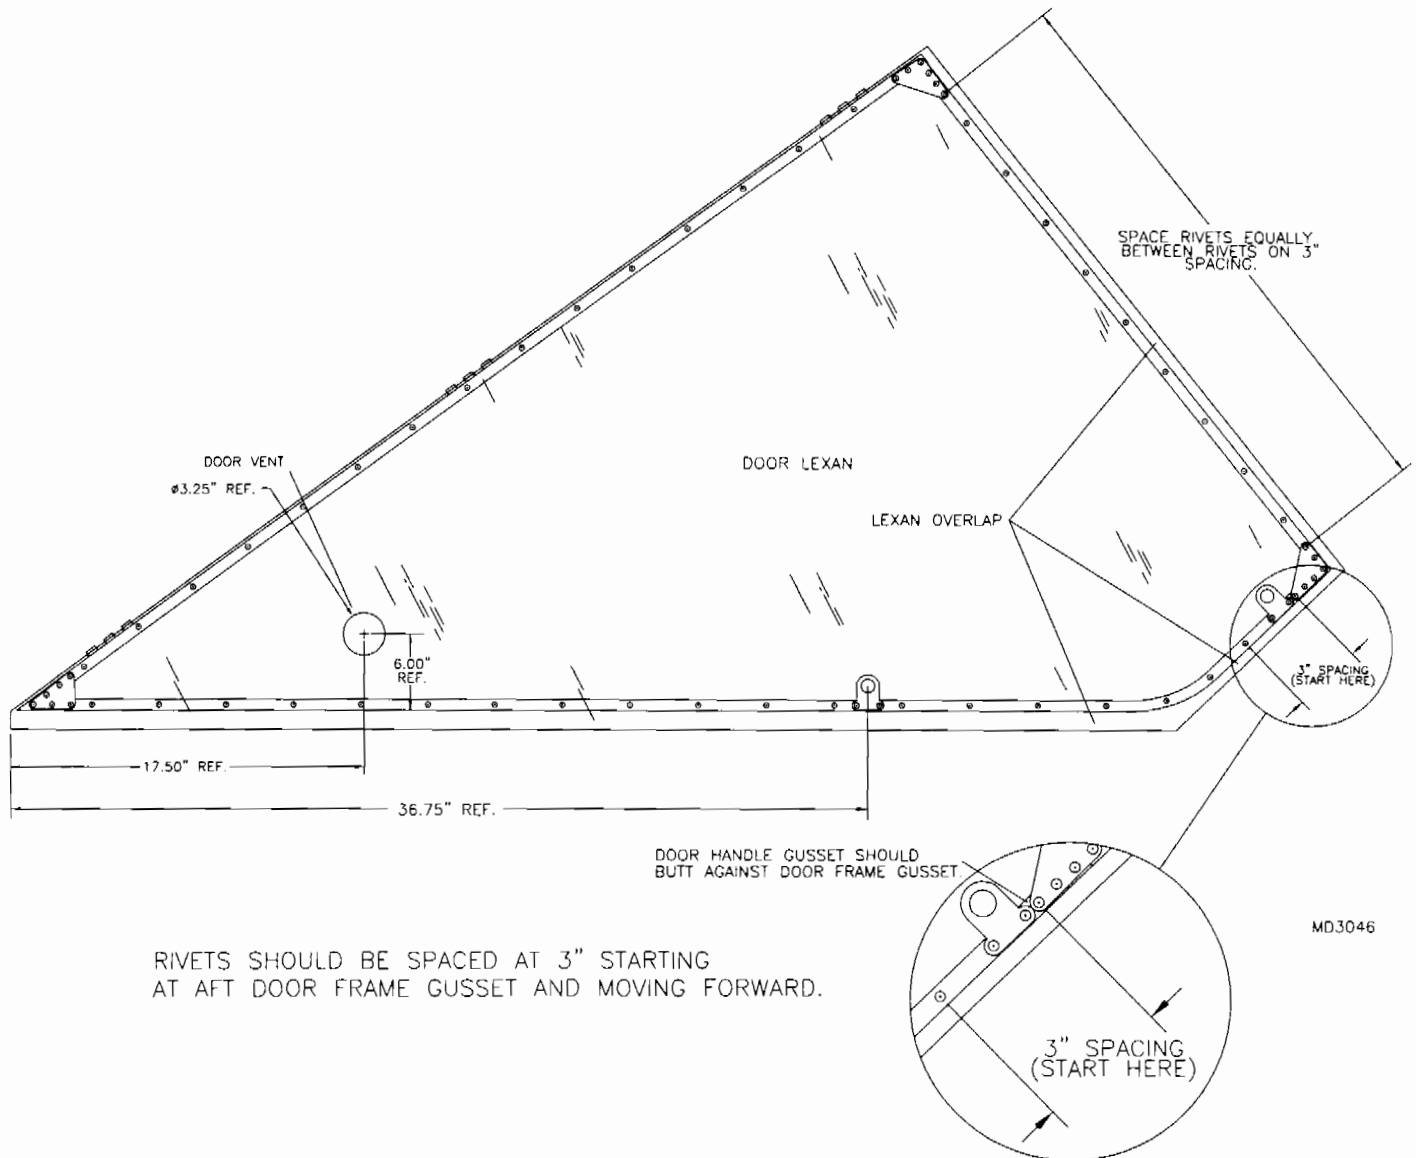 SPACE RIVETS EQUALLY
BETWEEN RIVETS ON 3"
SPACING.
DOOR VENT
ø3.25" REF.
DOOR LEXAN
LEXAN OVERLAP
6.00"
REF.
3" SPACING
(START HERE)
17.50" REF.
36.75" REF.
DOOR HANDLE GUSSET SHOULD
BUTT AGAINST DOOR FRAME GUSSET.
MD3046
RIVETS SHOULD BE SPACED AT 3" STARTING
AT AFT DOOR FRAME GUSSET AND MOVING FORWARD.
3" SPACING
(START HERE)